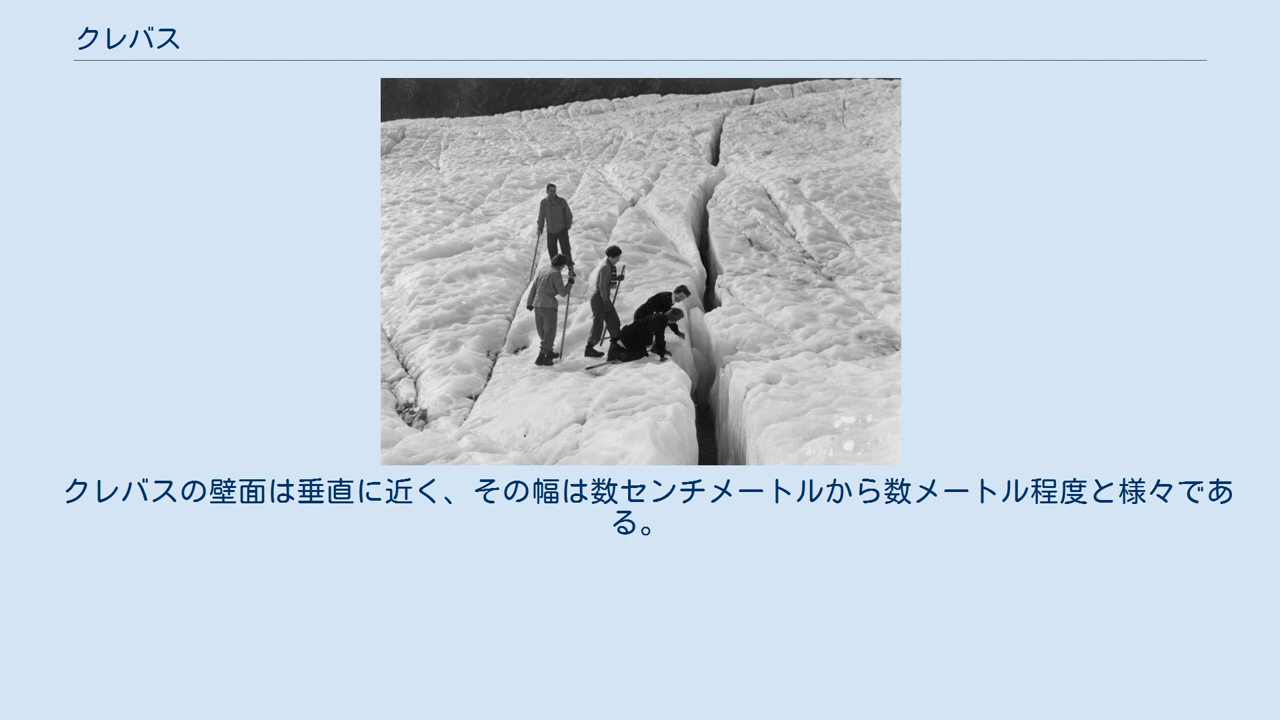 クレバス
クレバスの壁面は垂直に近く、その幅は数センチメートルから数メートル程度と様々であ
る。